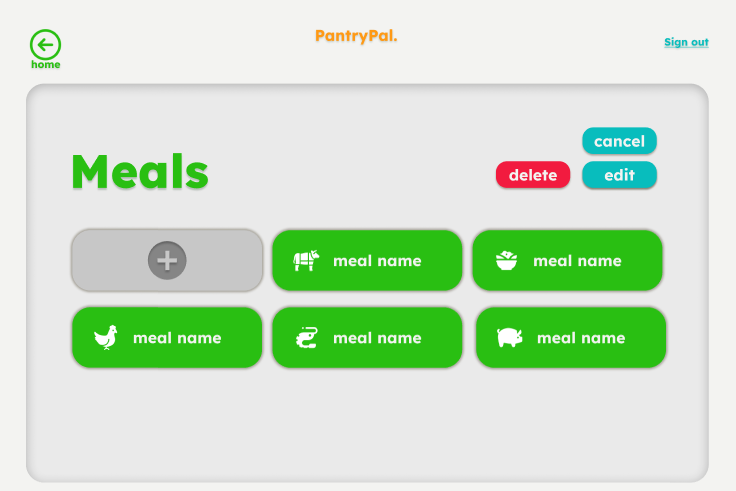 PantryPal.
Sign out
home
Meals
cancel
delete
edit
meal name
meal name
meal name
meal name
meal name